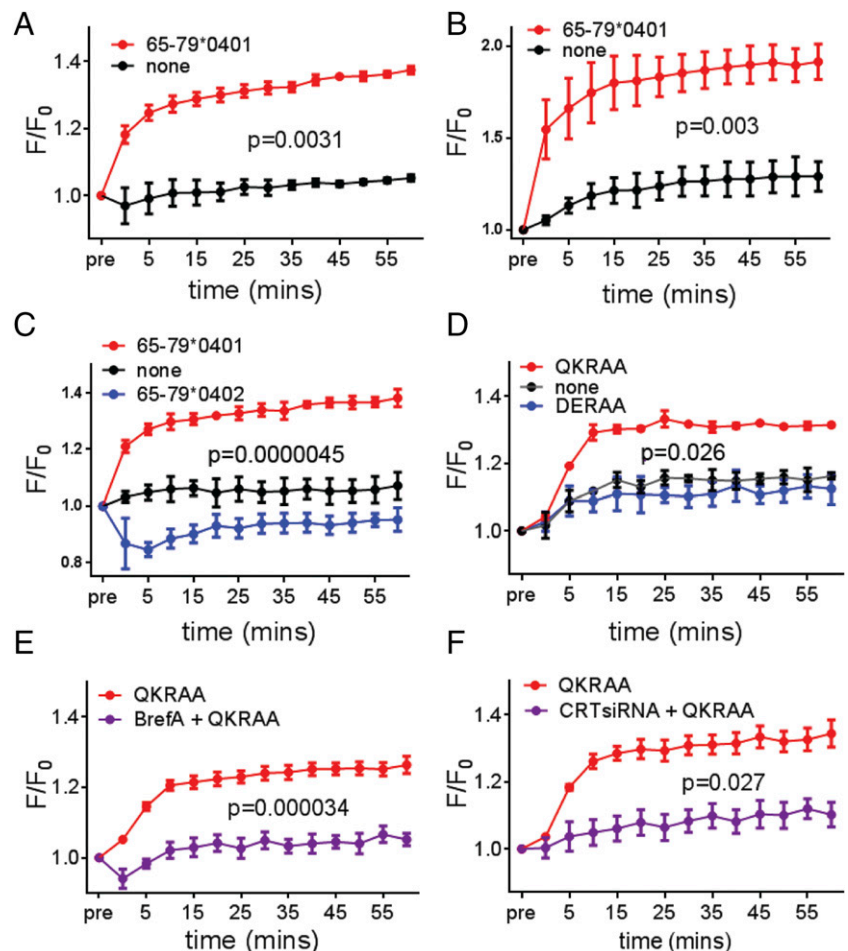 A
65-79*0401
none
F/F0
1.4
1.2
1.0
p=0.0031
pre 5 15 25 35 45 55
time (mins)
B
65-79*0401
none
F/F0
2.0
1.5
1.0
p=0.003
pre 5 15 25 35 45 55
time (mins)
C
65-79*0401
none
65-79*0402
F/F0
1.4
1.2
1.0
0.8
p=0.0000045
pre 5 15 25 35 45 55
time (mins)
D
QKRAA
none
DERAA
F/F0
1.4
1.2
1.0
p=0.026
pre 5 15 25 35 45 55
time (mins)
E
QKRAA
BrefA + QKRAA
F/F0
1.4
1.2
1.0
p=0.000034
pre 5 15 25 35 45 55
time (mins)
F
QKRAA
CRTsiRNA + QKRAA
F/F0
1.4
1.2
1.0
p=0.027
pre 5 15 25 35 45 55
time (mins)